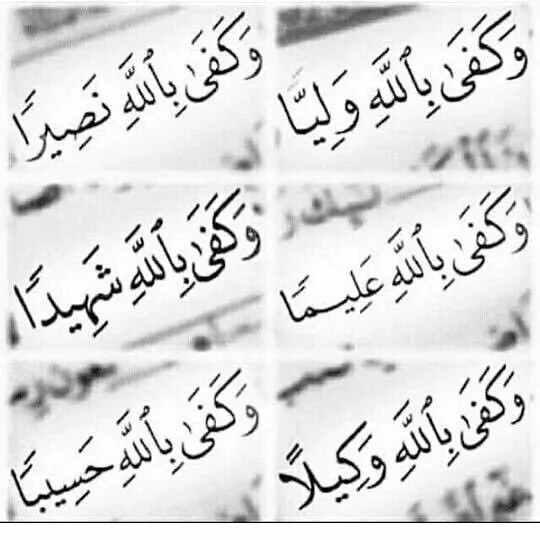 وَكَفَىٰ بِٱللَّهِ وَلِيًّا
وَكَفَىٰ بِٱللَّهِ نَصِيرًا
وَكَفَىٰ بِٱللَّهِ عَلِيمًا
وَكَفَىٰ بِٱللَّهِ شَهِيدًا
وَكَفَىٰ بِٱللَّهِ وَكِيلًا
وَكَفَىٰ بِٱللَّهِ حَسِيبًا